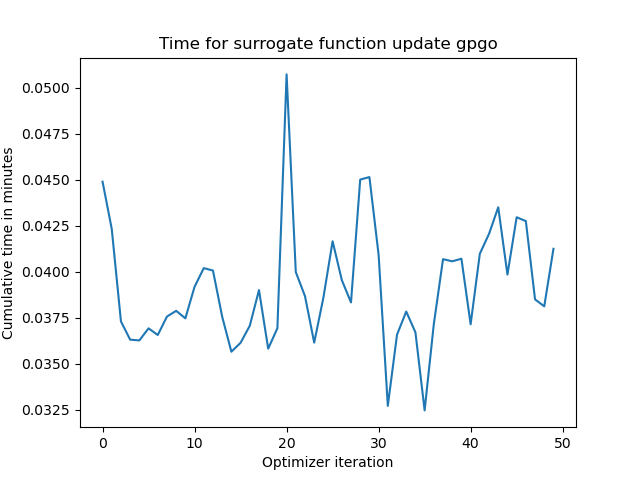 Time for surrogate function update gpgo
Cumulative time in minutes
0.0500
0.0475
0.0450
0.0425
0.0400
0.0375
0.0350
0.0325
0 10 20 30 40 50
Optimizer iteration